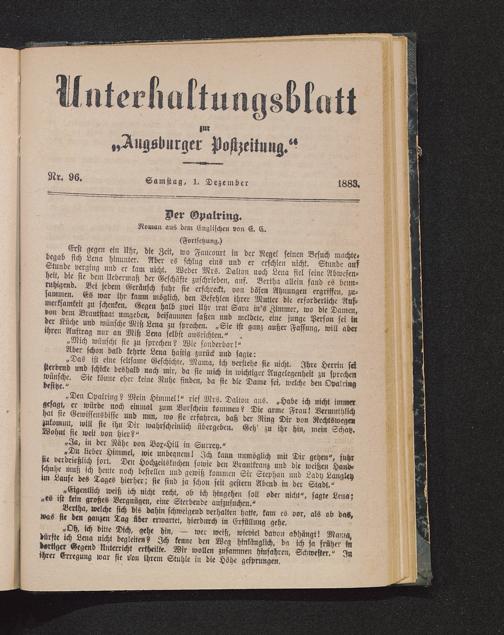 Unterhaltungsblatt
zur
„Augsburger Postzeitung.“
Nr. 96.
Samstag, 1. Dezember
1883.
Der Opalring.
Roman aus dem Englischen von E. C.
(Fortsetzung.)
Erst gegen ein Uhr, die Zeit, wo Fancourt in der Regel seinen Besuch machte,
begab sich Lena hinunter. Aber es schlug eins und er erschien nicht. Stunde auf
Stunde verging und er kam nicht. Weder Mrs. Dalton noch Lena fiel seine Abwesen-
heit, die sie dem Uebermaß der Geschäfte zuschrieben, auf. Bertha allein fand es beun-
ruhigend. Bei jedem Geräusch fuhr sie erschreckt, von bösen Ahnungen ergriffen, zu-
sammen. Es war ihr kaum möglich, den Befehlen ihrer Mutter die erforderliche Auf-
merksamkeit zu schenken. Gegen halb zwei Uhr trat Sara in's Zimmer, wo die Damen,
von dem Brautstaat umgeben, beisammen saßen und meldete, eine junge Person sei in
der Küche und wünsche Miß Lena zu sprechen. „Sie ist ganz außer Fassung, will aber
ihren Auftrag nur an Miß Lena selbst ausrichten.“
„Mich wünscht sie zu sprechen? Wie sonderbar!“
Aber schon bald kehrte Lena hastig zurück und sagte:
„Das ist eine seltsame Geschichte, Mama, ich verstehe sie nicht. Ihre Herrin sei
sterbend und schicke deshalb nach mir, da sie mich in wichtiger Angelegenheit zu sprechen
wünsche. Sie könne eher keine Ruhe finden, da sie die Dame sei, welche den Opalring
besitze.“
„Den Opalring? Mein Himmel!“ rief Mrs. Dalton aus. „Habe ich nicht immer
gesagt, er würde noch einmal zum Vorschein kommen? Die arme Frau! Vermuthlich
hat sie Gewissensbisse und nun, wo sie erfahren, daß der Ring Dir von Rechtswegen
zukommt, will sie ihn Dir wahrscheinlich übergeben. Geh' zu ihr hin, mein Schatz.
Wohnt sie weit von hier?“
„Ja, in der Nähe von Box-Hill in Surrey.“
„Du lieber Himmel, wie unbequem! Ich kann unmöglich mit Dir gehen“, fuhr
sie verdrießlich fort. Den Hochzeitskuchen sowie den Brautkranz und die weißen Hand-
schuhe muß ich heute noch bestellen und gewiß kommen Sir Stephan und Lady Langley
im Laufe des Tages hierher; sie sind ja schon seit gestern Abend in der Stadt.“
„Eigentlich weiß ich nicht recht, ob ich hingehen soll oder nicht“, sagte Lena;
„es ist kein großes Vergnügen, eine Sterbende aufzusuchen.“
Bertha, welche sich bis dahin schweigend verhalten hatte, kam es vor, als ob das,
was sie den ganzen Tag über erwartet, hierdurch in Erfüllung gehe.
„Oh, ich bitte Dich, gehe hin, — wer weiß, wieviel davon abhängt! Mama,
dürfte ich Lena nicht begleiten? Ich kenne den Weg hinlänglich, da ich ja früher in
dortiger Gegend Unterricht ertheilte. Wir wollen zusammen hinfahren, Schwester.“ In
ihrer Erregung war sie von ihrem Stuhle in die Höhe gesprungen.